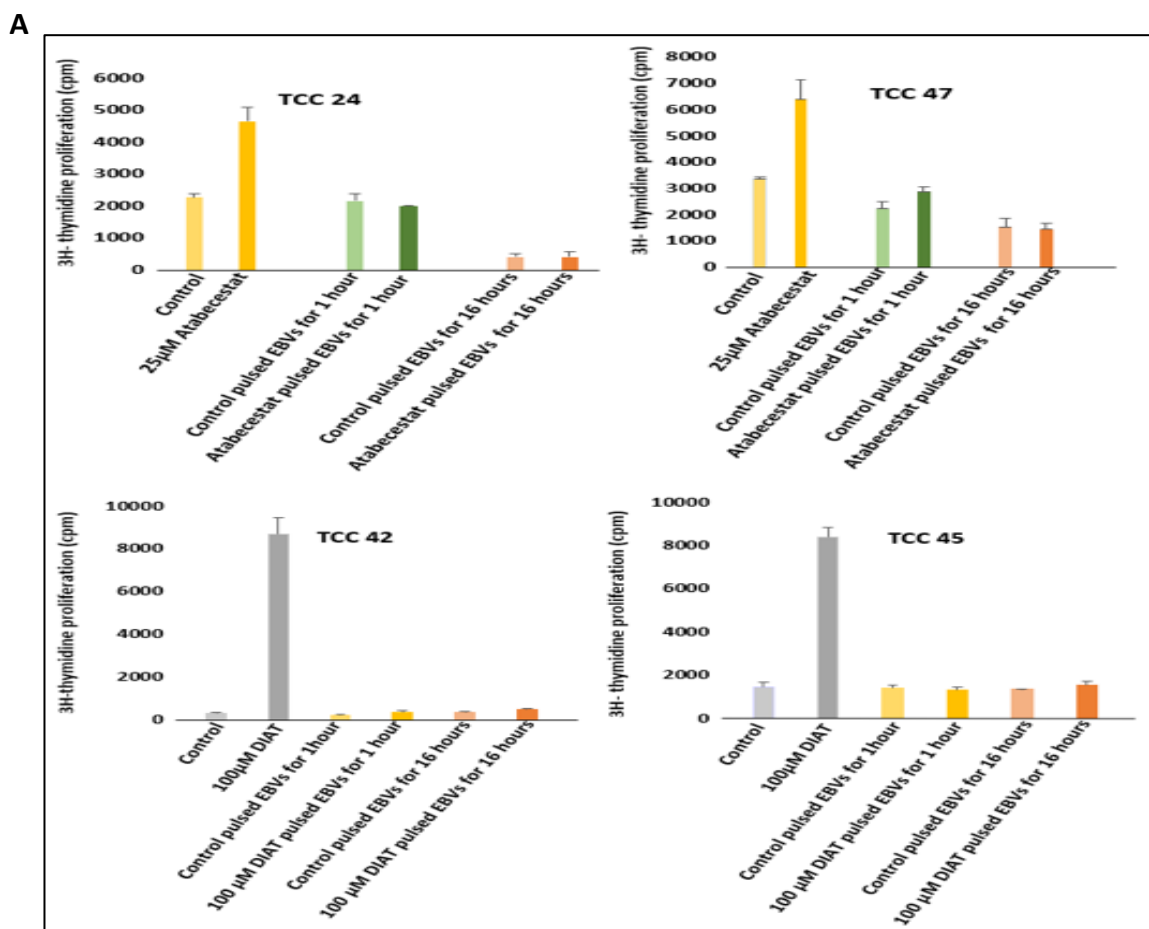 A
3H- thymidine proliferation (cpm)
6000
5000
4000
3000
2000
1000
0
TCC 24
Control
25µM Atabecestat
Control pulsed EBVs for 1 hour
Atabecestat pulsed EBVs for 1 hour
Control pulsed EBVs for 16 hours
Atabecestat pulsed EBVs for 16 hours
3H- thymidine proliferation (cpm)
8000
7000
6000
5000
4000
3000
2000
1000
0
TCC 47
Control
25µM Atabecestat
Control pulsed EBVs for 1 hour
Atabecestat pulsed EBVs for 1 hour
Control pulsed EBVs for 16 hours
Atabecestat pulsed EBVs for 16 hours
3H-thymidine proliferation (cpm)
10000
8000
6000
4000
2000
0
TCC 42
Control
100µM DIAT
Control pulsed EBVs for 1hour
100 µM DIAT pulsed EBVs for 1 hour
Control pulsed EBVs for 16 hours
100 µM DIAT pulsed EBVs for 16 hours
3H- thymidine proliferation (cpm)
10000
8000
6000
4000
2000
0
TCC 45
Control
100µM DIAT
Control pulsed EBVs for 1hour
100 µM DIAT pulsed EBVs for 1 hour
Control pulsed EBVs for 16 hours
100 µM DIAT pulsed EBVs for 16 hours